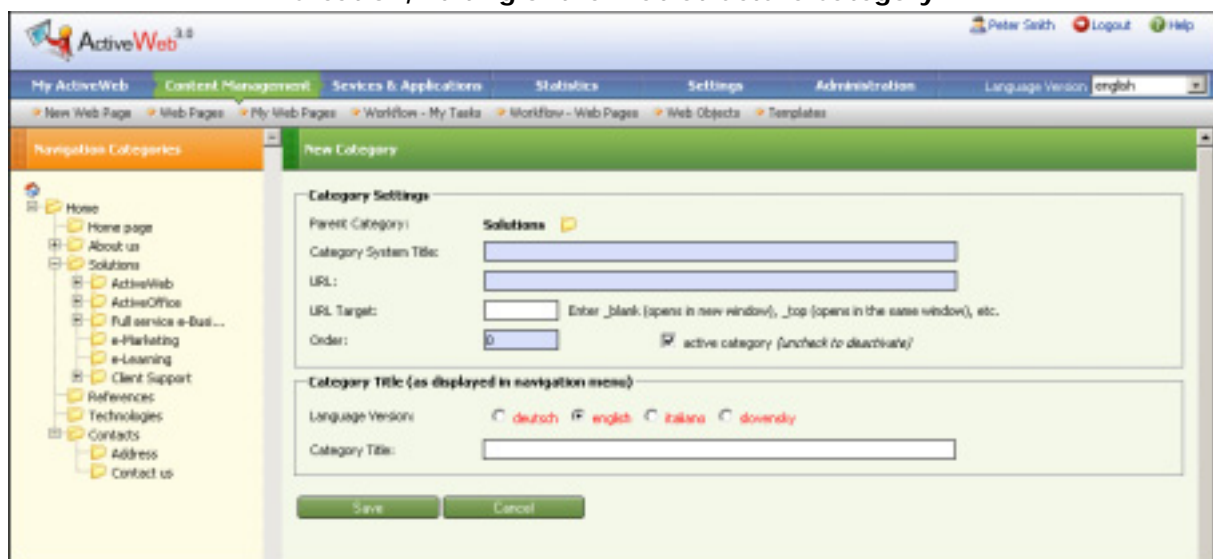 ActiveWeb 3.0
Peter Smith Logout Help
My ActiveWeb Content Management Sevices & Applications Statistics Settings Administration Language Version english
New Web Page Web Pages My Web Pages Workflow - My Tasks Workflow - Web Pages Web Objects Templates
Navigation Categories
New Category
Home
Home page
About us
Solutions
ActiveWeb
ActiveOffice
Full service e-Busi...
e-Marketing
e-Learning
Client Support
References
Technologies
Contacts
Address
Contact us
Category Settings
Parent Category: Solutions
Category System Title:
URL:
URL Target: Enter _blank (opens in new window), _top (opens in the same window), etc.
Order: 0 active category (uncheck to deactivate)
Category Title (as displayed in navigation menu)
Language Version: deutsch english italiano slovensky
Category Title:
Save Cancel